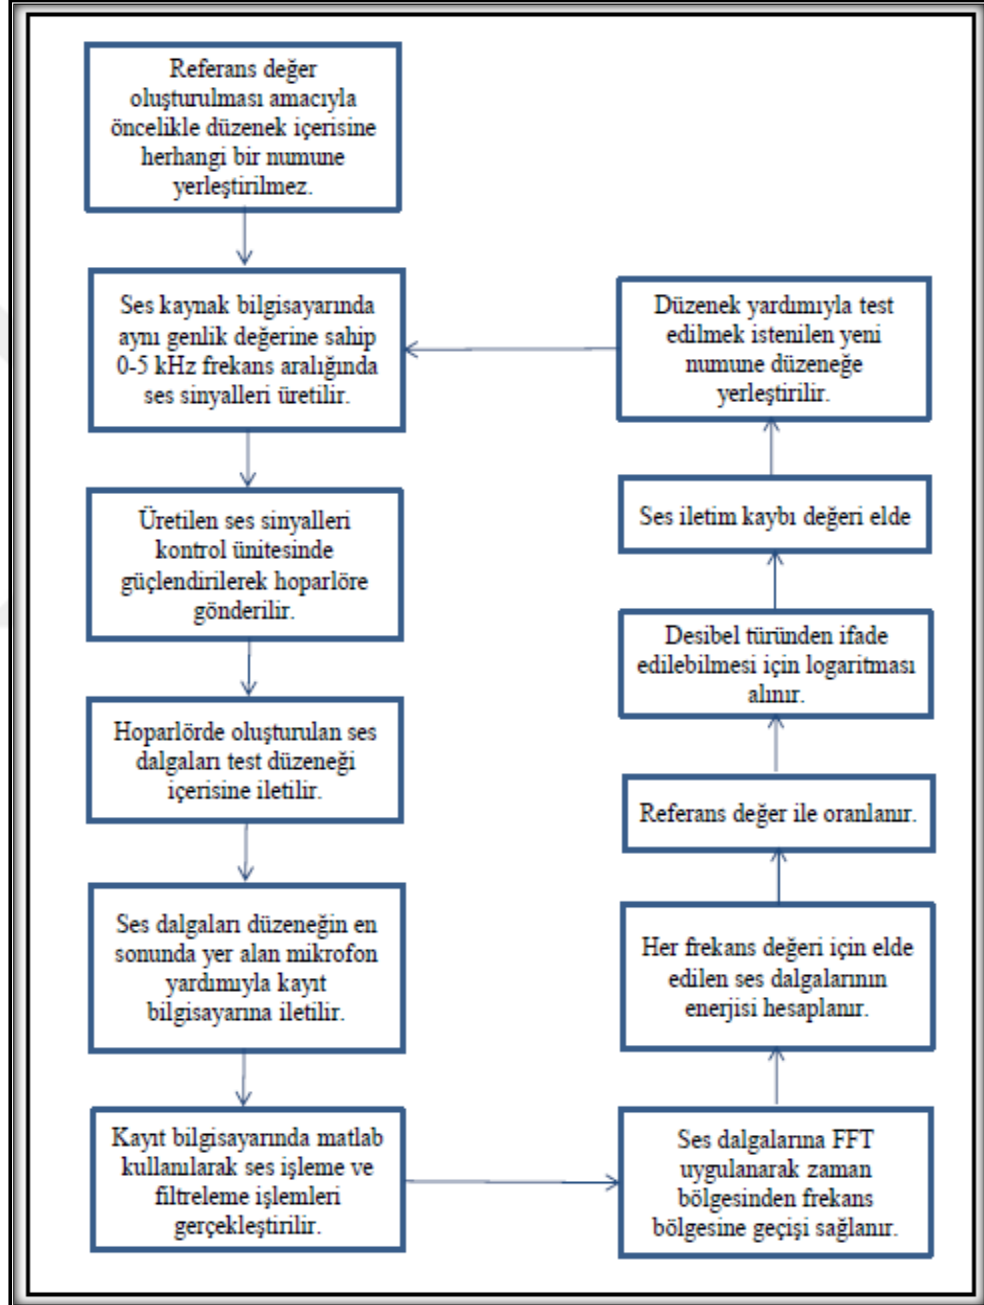 Referans değer
oluşturulması amacıyla
öncelikle düzenek içerisine
herhangi bir numune
yerleştirilmez.
Ses kaynak bilgisayarında
aynı genlik değerine sahip
0-5 kHz frekans aralığında
ses sinyalleri üretilir.
Üretilen ses sinyalleri
kontrol ünitesinde
güçlendirilerek hoparlöre
gönderilir.
Hoparlörde oluşturulan ses
dalgaları test düzeneği
içerisine iletilir.
Ses dalgaları düzeneğin en
sonunda yer alan mikrofon
yardımıyla kayıt
bilgisayarına iletilir.
Kayıt bilgisayarında matlab
kullanılarak ses işleme ve
filtreleme işlemleri
gerçekleştirilir.
Ses dalgalarına FFT
uygulanarak zaman
bölgesinden frekans
bölgesine geçişi sağlanır.
Her frekans değeri için elde
edilen ses dalgalarının
enerjisi hesaplanır.
Referans değer ile oranlanır.
Desibel türünden ifade
edilebilmesi için logaritması
alınır.
Ses iletim kaybı değeri elde
Düzenek yardımıyla test
edilmek istenilen yeni
numune düzeneğe
yerleştirilir.